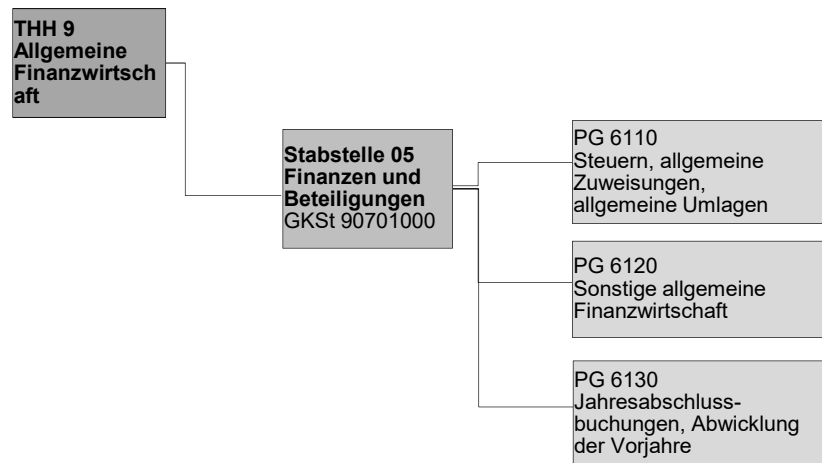 THH 9
Allgemeine
Finanzwirtsch
aft
Stabstelle 05
Finanzen und
Beteiligungen
GKSt 90701000
PG 6110
Steuern, allgemeine
Zuweisungen,
allgemeine Umlagen
PG 6120
Sonstige allgemeine
Finanzwirtschaft
PG 6130
Jahresabschluss-
buchungen, Abwicklung
der Vorjahre